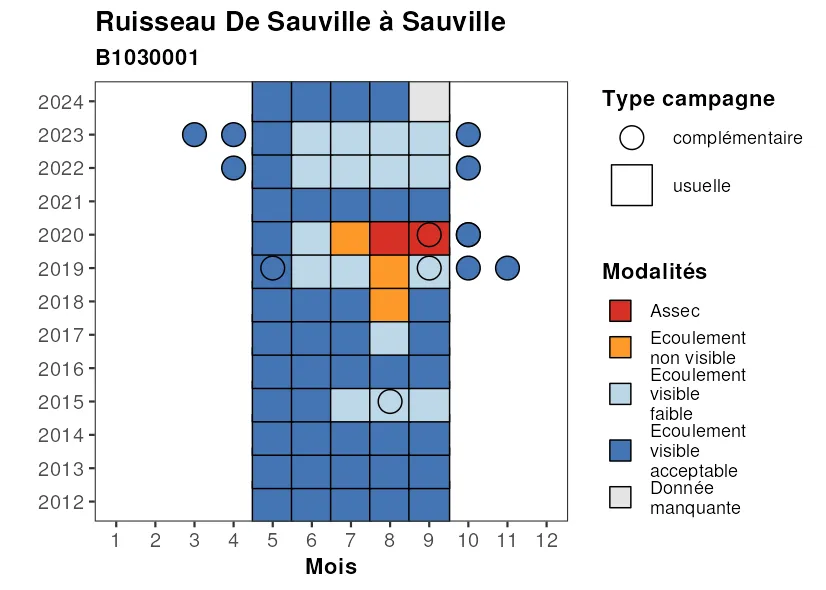 Ruisseau De Sauville à Sauville
B1030001
2024
2023
2022
2021
2020
2019
2018
2017
2016
2015
2014
2013
2012
1 2 3 4 5 6 7 8 9 10 11 12
Mois
Type campagne
complémentaire
usuelle
Modalités
Assec
Ecoulement
non visible
Ecoulement
visible
faible
Ecoulement
visible
acceptable
Donnée
manquante